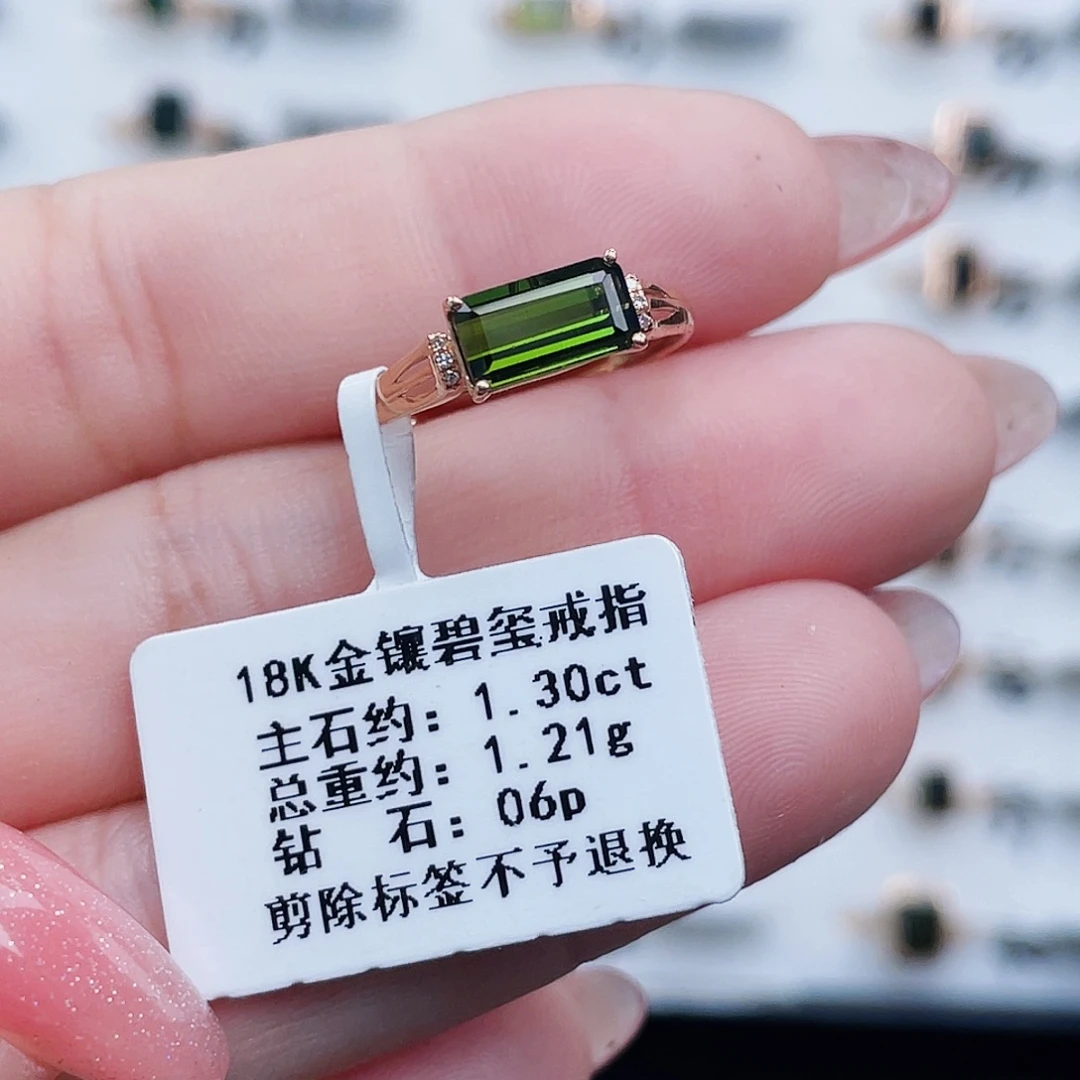 18K金镶碧玺戒指
主石约：1.30ct
总重约：1.21g
钻 石：06p
剪除标签不予退换